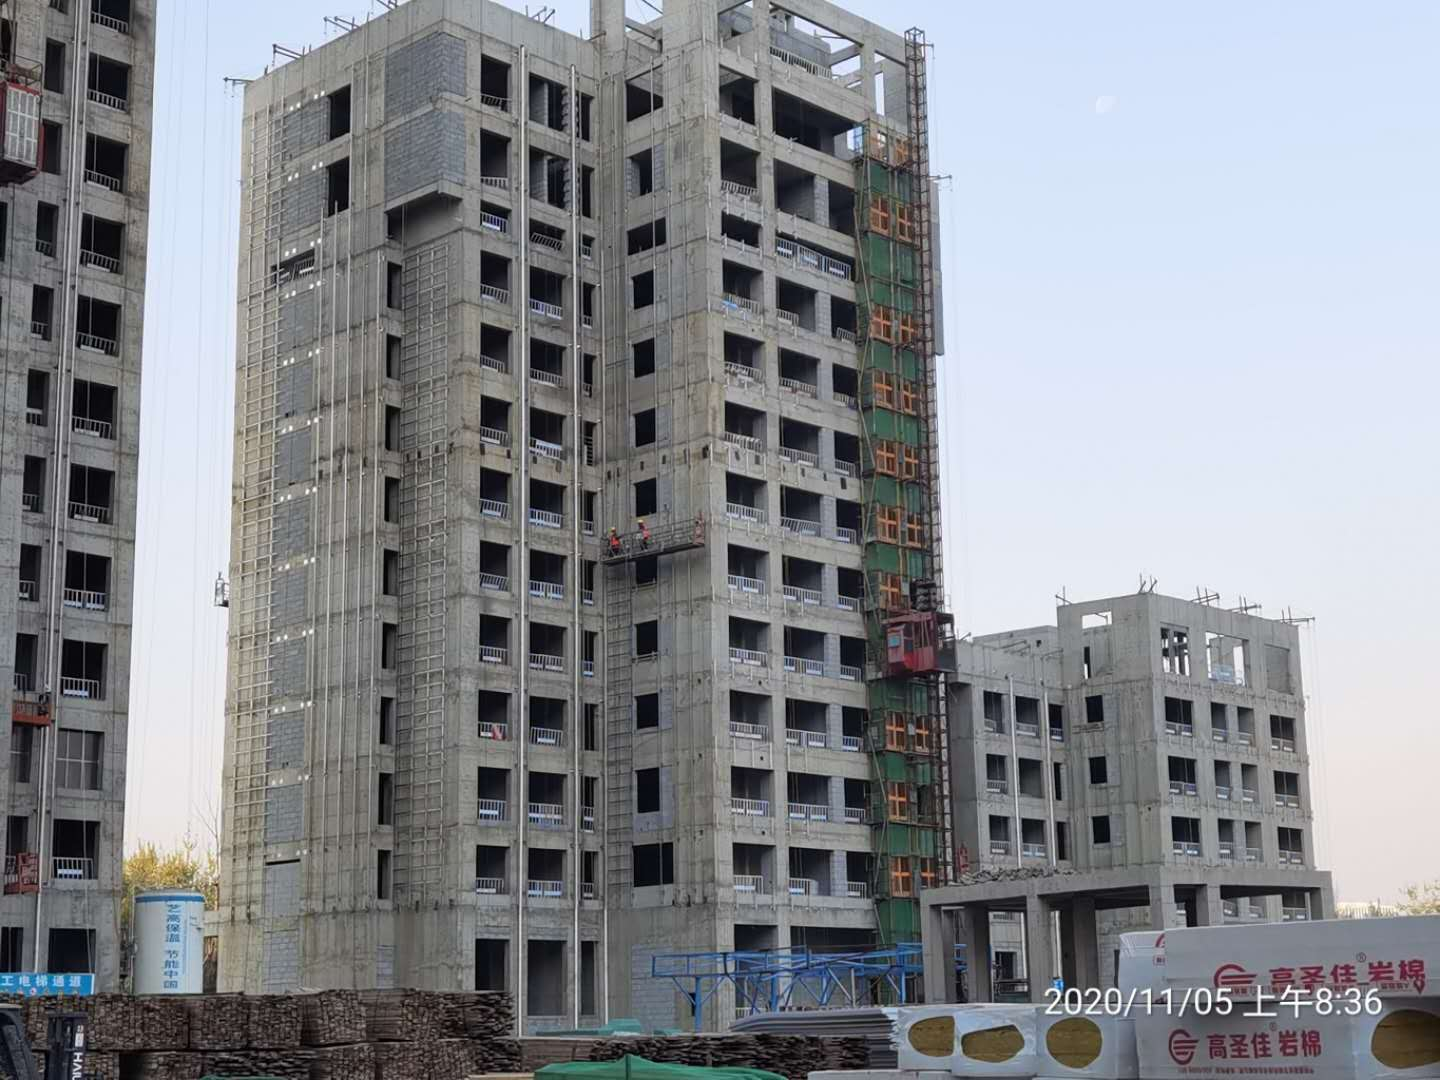 艺高保温 节能中国
工电梯通道
高圣佳® 岩棉
2020/11/05 上午8:36
高圣佳® 岩棉